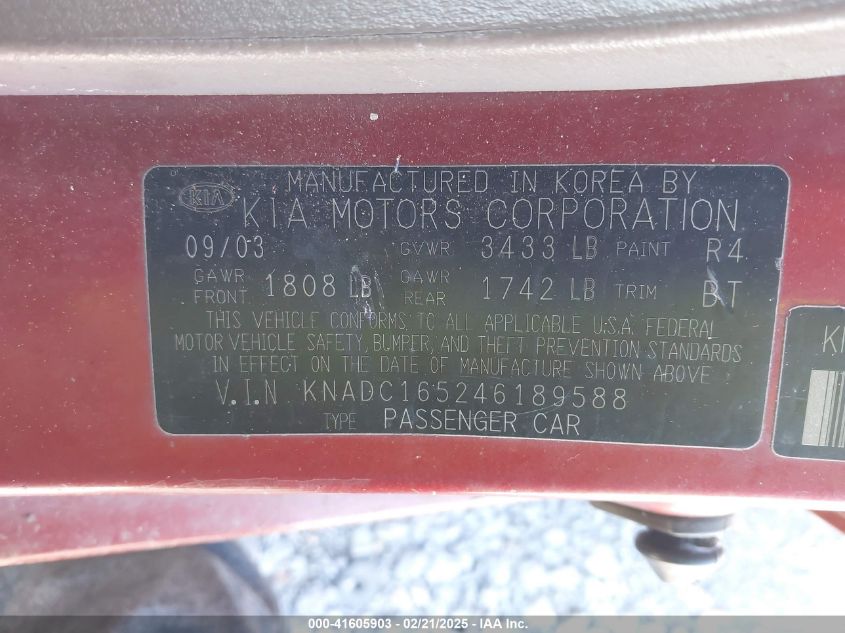 MANUFACTURED IN KOREA BY
KIA KIA MOTORS CORPORATION
09/03 GVWR 3433 LB PAINT R4
GAWR FRONT 1808 LB GAWR REAR 1742 LB TRIM BT
THIS VEHICLE CONFORMS TO ALL APPLICABLE U.S.A. FEDERAL
MOTOR VEHICLE SAFETY, BUMPER, AND THEFT PREVENTION STANDARDS
IN EFFECT ON THE DATE OF MANUFACTURE SHOWN ABOVE
V.I.N KNADC165246189588
TYPE PASSENGER CAR
000-41605903 - 02/21/2025 - IAA Inc.